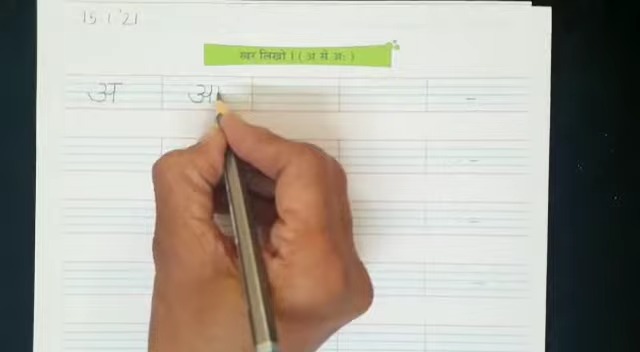 15.1.'21
स्वर लिखो । ( अ से अः )
अ आ -
-
-
-